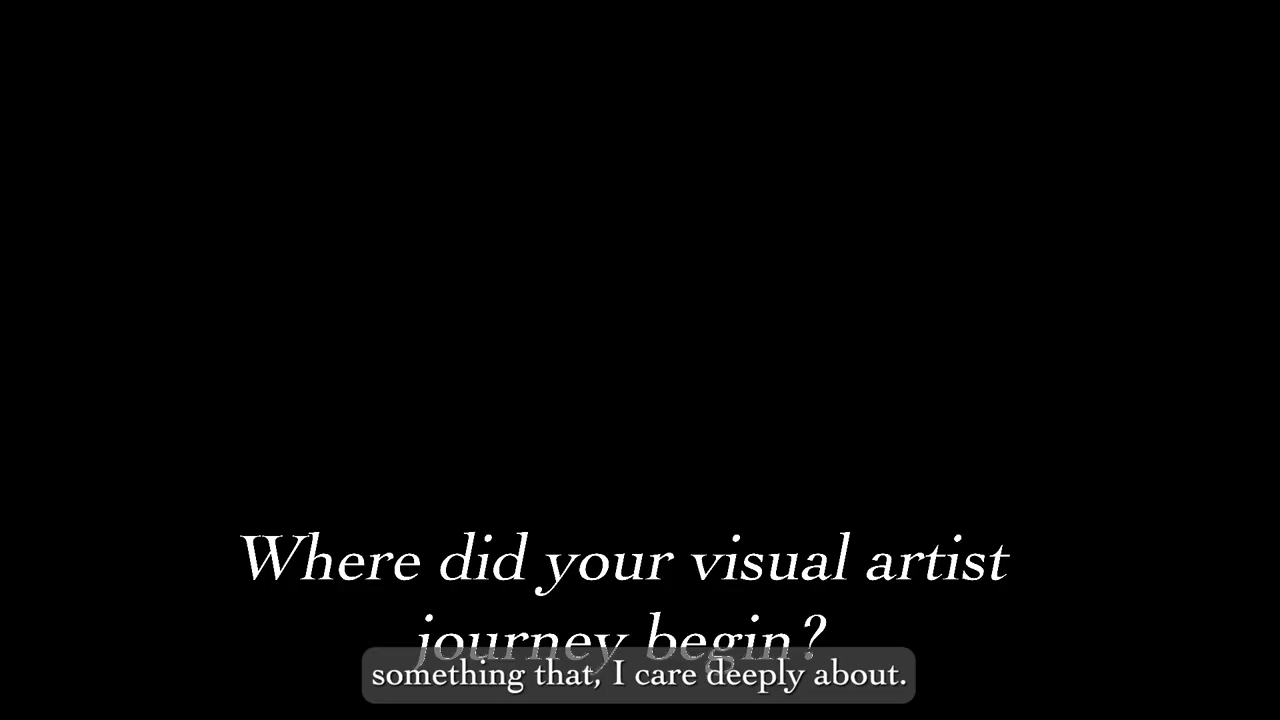 Where did your visual artist
journey begin?
something that, I care deeply about.